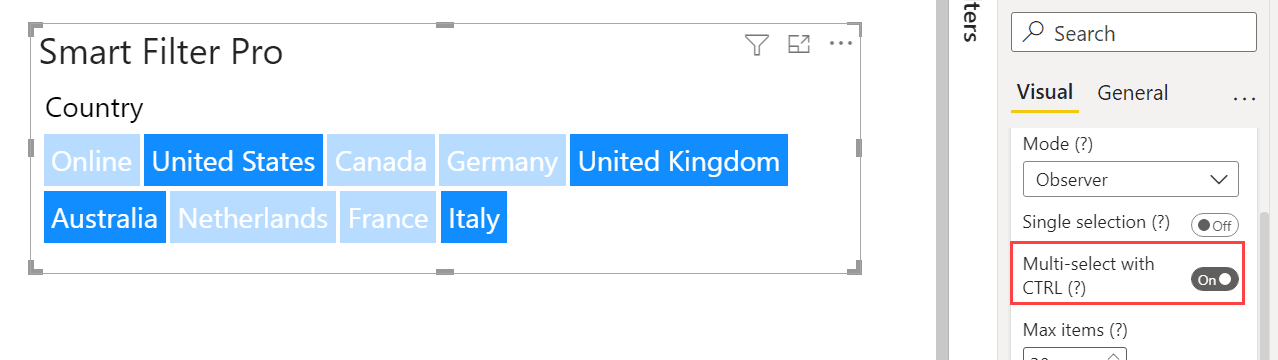 Smart Filter Pro
Country
Online United States Canada Germany United Kingdom
Australia Netherlands France Italy
ters
Search
Visual General
Mode (?)
Observer
Single selection (?) Off
Multi-select with
CTRL (?) On
Max items (?)